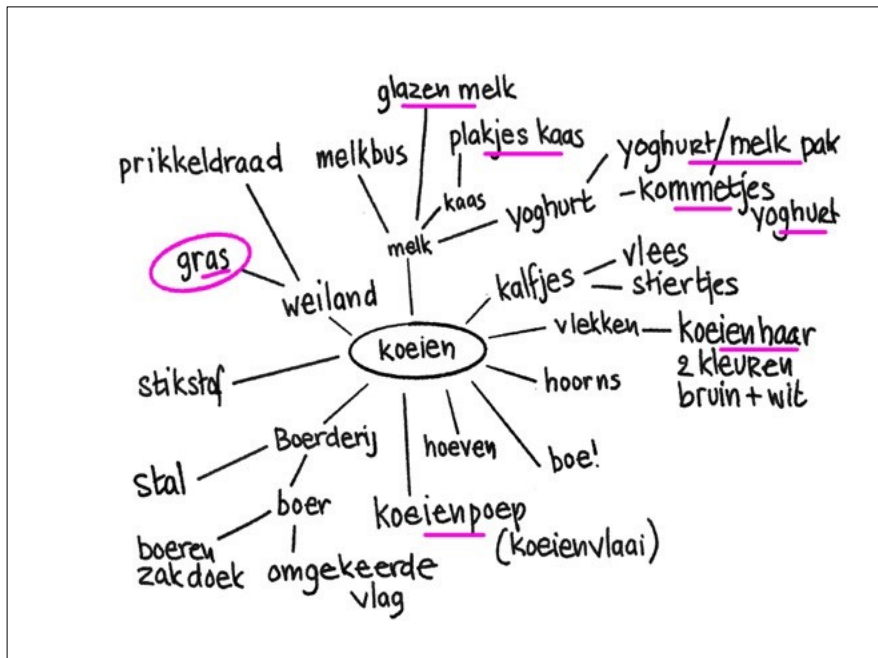 glazen melk
plakjes kaas
yoghurt/melk pak
prikkeldraad
melkbus
kaas
yoghurt
-kommetjes
yoghurt
gras
melk
weiland
kalfjes
vlees
stiertjes
vlekken
koeienhaar
2 kleuren
bruin + wit
koeien
stikstof
hoorns
Boerderij
hoeven
boe!
stal
boer
koeienpoep
(koeienvlaai)
boeren
zakdoek
omgekeerde
vlag